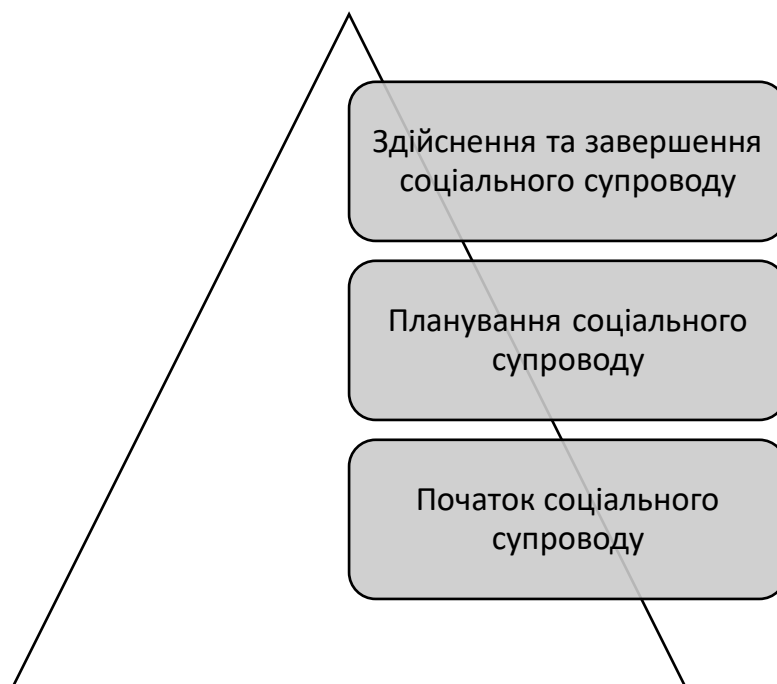 Здійснення та завершення
соціального супроводу
Планування соціального
супроводу
Початок соціального
супроводу